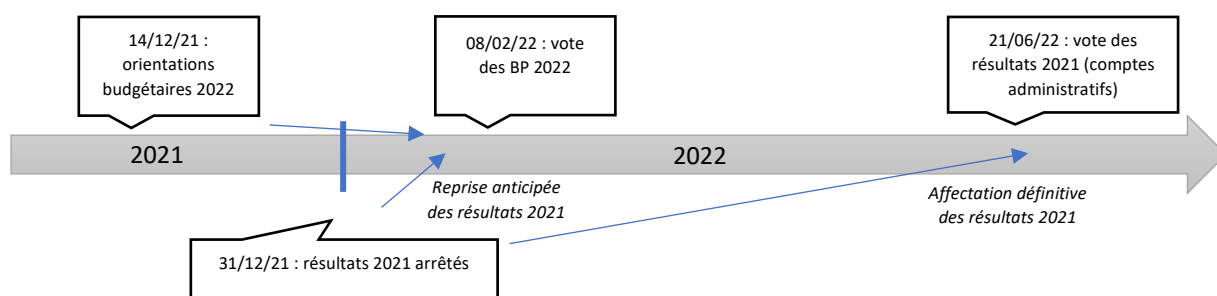 14/12/21 :
orientations
budgétaires 2022
08/02/22 : vote
des BP 2022
21/06/22 : vote des
résultats 2021 (comptes
administratifs)
2021
2022
Reprise anticipée
des résultats 2021
Affectation définitive
des résultats 2021
31/12/21 : résultats 2021 arrêtés